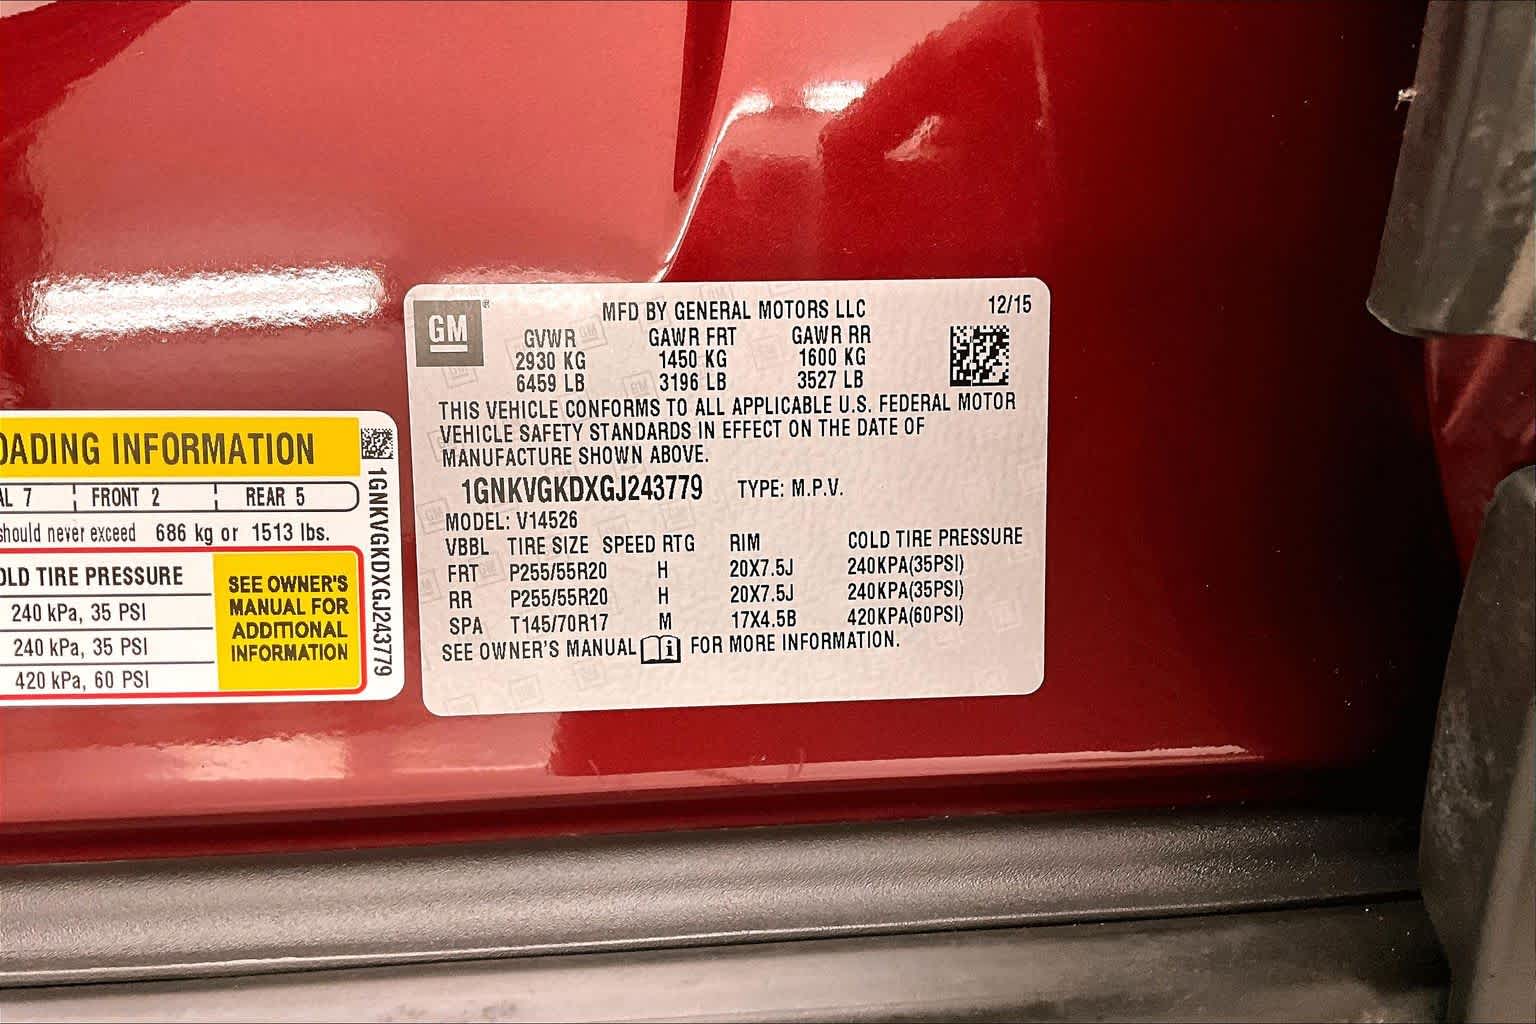 GM
®
MFD BY GENERAL MOTORS LLC 12/15
GVWR GAWR FRT GAWR RR
2930 KG 1450 KG 1600 KG
6459 LB 3196 LB 3527 LB
THIS VEHICLE CONFORMS TO ALL APPLICABLE U.S. FEDERAL MOTOR
VEHICLE SAFETY STANDARDS IN EFFECT ON THE DATE OF
MANUFACTURE SHOWN ABOVE.
1GNKVGKDXGJ243779 TYPE: M.P.V.
MODEL: V14526
VBBL TIRE SIZE SPEED RTG RIM COLD TIRE PRESSURE
FRT P255/55R20 H 20X7.5J 240KPA(35PSI)
RR P255/55R20 H 20X7.5J 240KPA(35PSI)
SPA T145/70R17 M 17X4.5B 420KPA(60PSI)
SEE OWNER'S MANUAL i FOR MORE INFORMATION.
OADING INFORMATION
AL 7 FRONT 2 REAR 5
should never exceed 686 kg or 1513 lbs.
OLD TIRE PRESSURE
240 kPa, 35 PSI
240 kPa, 35 PSI
420 kPa, 60 PSI
SEE OWNER'S
MANUAL FOR
ADDITIONAL
INFORMATION
1GNKVGKDXGJ243779